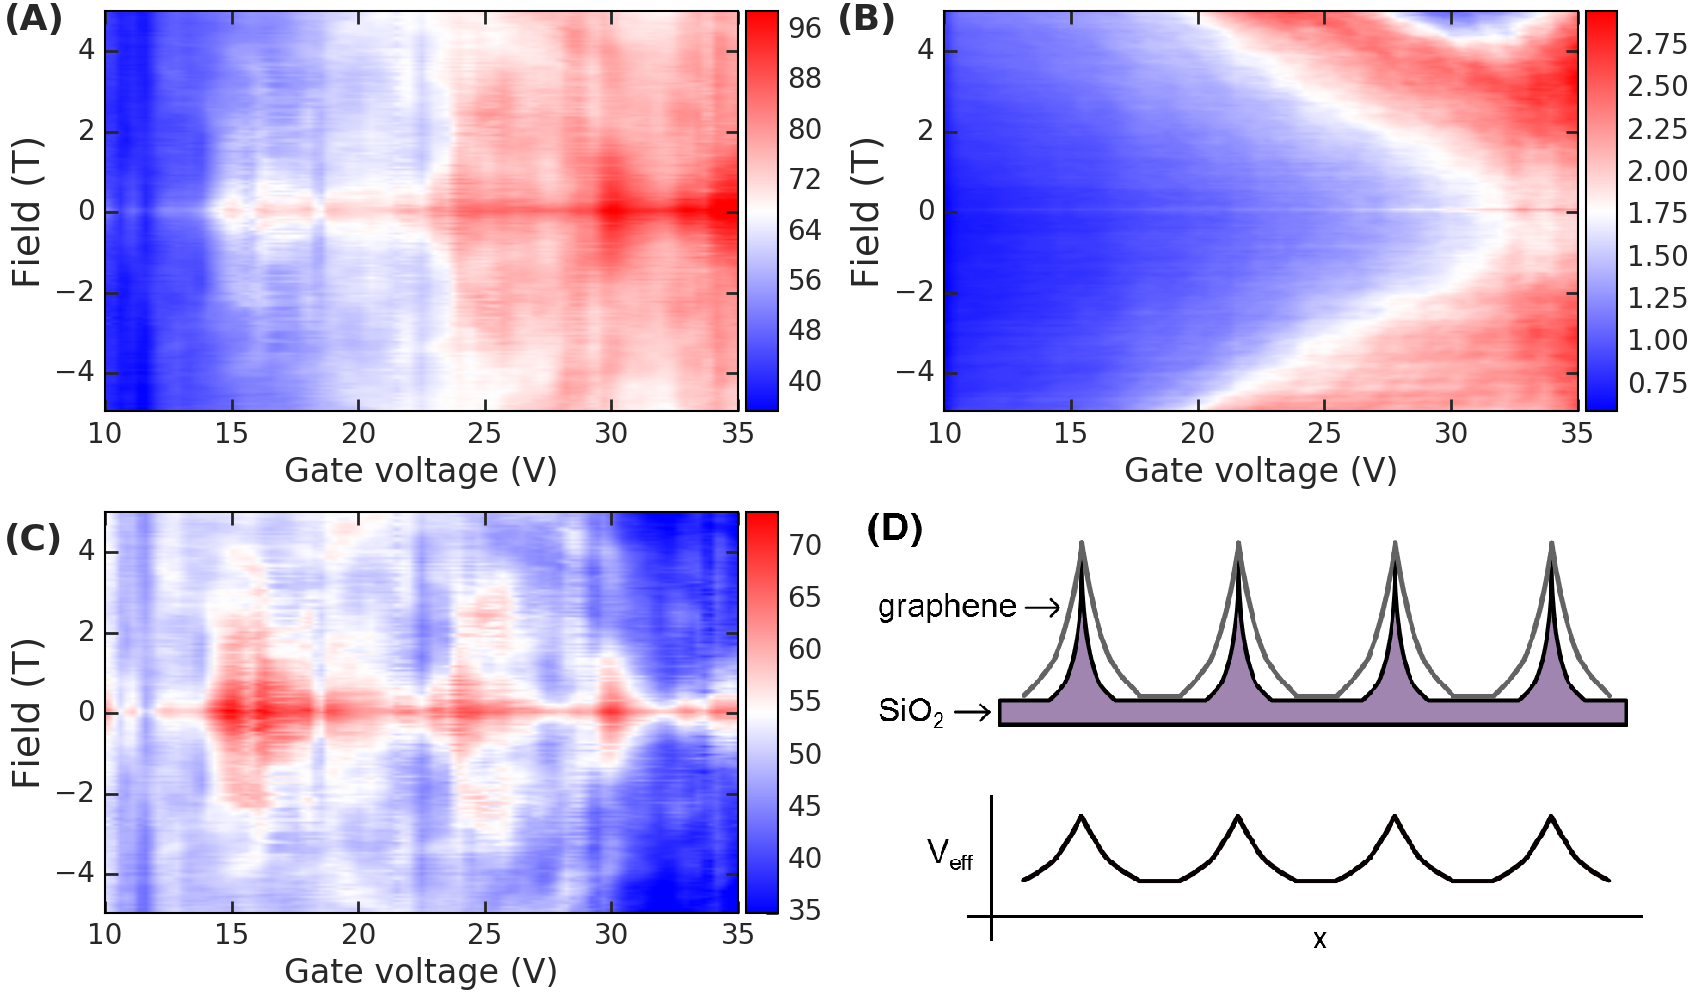 (A)
Field (T)
4
2
0
−2
−4
10 15 20 25 30 35
Gate voltage (V)
96
88
80
72
64
56
48
40
(B)
Field (T)
4
2
0
−2
−4
10 15 20 25 30 35
Gate voltage (V)
2.75
2.50
2.25
2.00
1.75
1.50
1.25
1.00
0.75
(C)
Field (T)
4
2
0
−2
−4
10 15 20 25 30 35
Gate voltage (V)
70
65
60
55
50
45
40
35
(D)
graphene
SiO₂
Veff
x